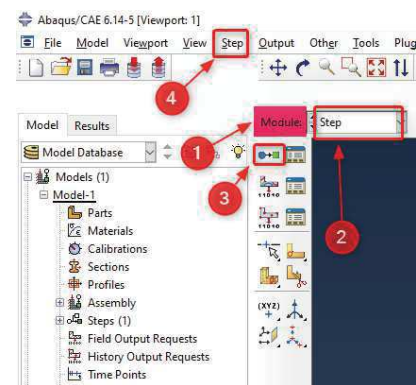 Abaqus/CAE 6.14-5 [Viewport: 1]
File Model Viewport View Step Output Other Tools Plug
4
Model Results
1
Module: Step
Model Database
3
2
Models (1)
Model-1
Parts
Materials
Calibrations
Sections
Profiles
Assembly
Steps (1)
Field Output Requests
History Output Requests
Time Points
11010
11010
(XYZ)